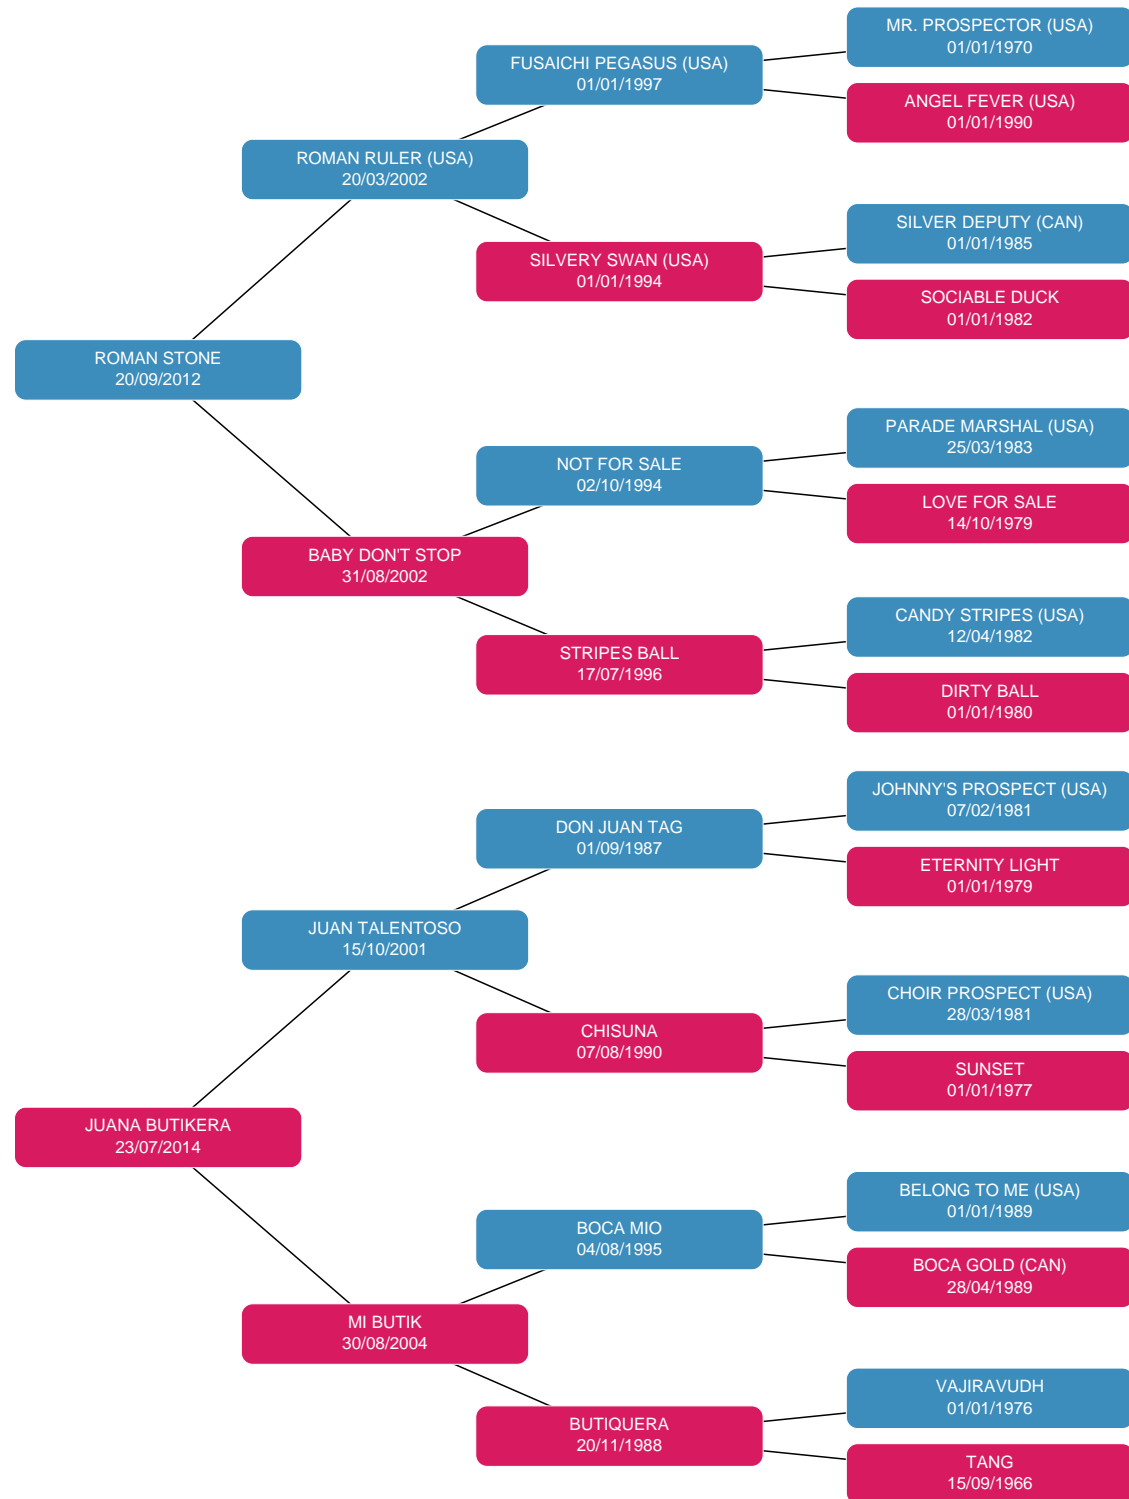 MR. PROSPECTOR (USA)
01/01/1970
FUSAICHI PEGASUS (USA)
01/01/1997
ANGEL FEVER (USA)
01/01/1990
ROMAN RULER (USA)
20/03/2002
SILVER DEPUTY (CAN)
01/01/1985
SILVERY SWAN (USA)
01/01/1994
SOCIABLE DUCK
01/01/1982
ROMAN STONE
20/09/2012
PARADE MARSHAL (USA)
25/03/1983
NOT FOR SALE
02/10/1994
LOVE FOR SALE
14/10/1979
BABY DON'T STOP
31/08/2002
CANDY STRIPES (USA)
12/04/1982
STRIPES BALL
17/07/1996
DIRTY BALL
01/01/1980
JOHNNY'S PROSPECT (USA)
07/02/1981
DON JUAN TAG
01/09/1987
ETERNITY LIGHT
01/01/1979
JUAN TALENTOSO
15/10/2001
CHOIR PROSPECT (USA)
28/03/1981
CHISUNA
07/08/1990
SUNSET
01/01/1977
JUANA BUTIKERA
23/07/2014
BELONG TO ME (USA)
01/01/1989
BOCA MIO
04/08/1995
BOCA GOLD (CAN)
28/04/1989
MI BUTIK
30/08/2004
VAJIRAVUDH
01/01/1976
BUTIQUERA
20/11/1988
TANG
15/09/1966